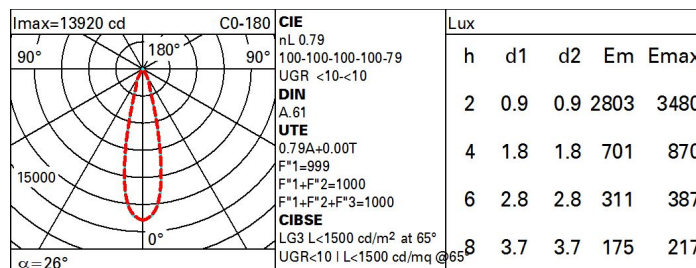 Imax=13920 cd C0-180
90° 180° 90°
15000
0°
α=26°
CIE
nL 0.79
100-100-100-100-79
UGR <10-<10
DIN
A.61
UTE
0.79A+0.00T
F"1=999
F"1+F"2=1000
F"1+F"2+F"3=1000
CIBSE
LG3 L<1500 cd/m² at 65°
UGR<10 | L<1500 cd/mq @65°
Lux
h d1 d2 Em Emax
2 0.9 0.9 2803 3480
4 1.8 1.8 701 870
6 2.8 2.8 311 387
8 3.7 3.7 175 217